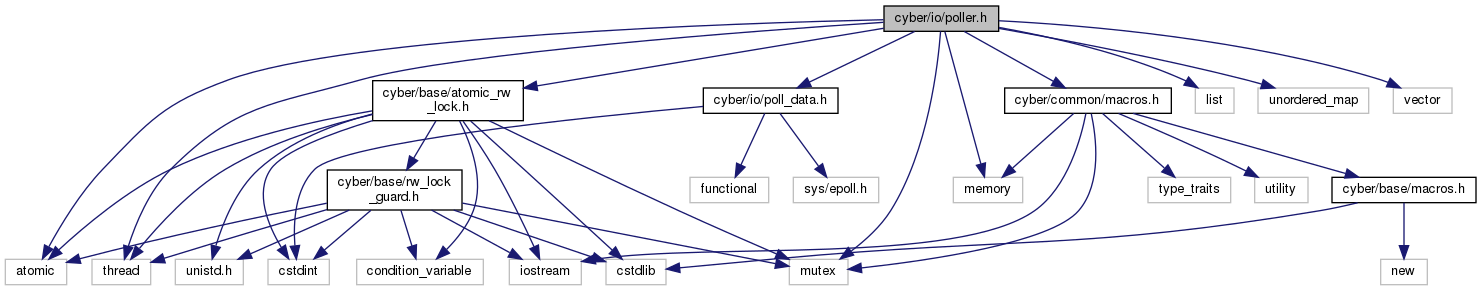 cyber/io/poller.h
cyber/base/atomic_rw
_lock.h
cyber/io/poll_data.h
cyber/common/macros.h
list
unordered_map
vector
cyber/base/rw_lock
_guard.h
functional
sys/epoll.h
memory
type_traits
utility
cyber/base/macros.h
atomic
thread
unistd.h
cstdint
condition_variable
iostream
cstdlib
mutex
new